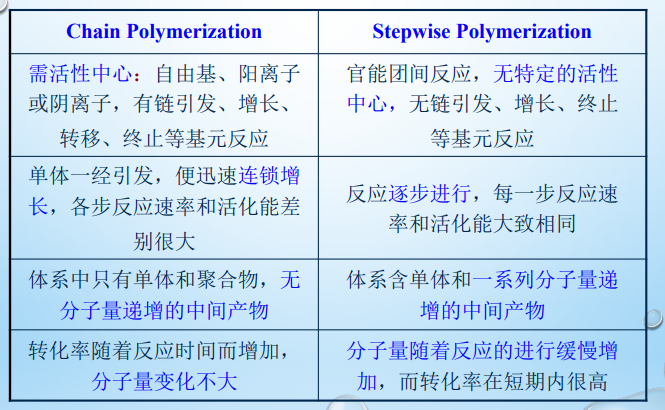 Chain Polymerization
Stepwise Polymerization
需活性中心：自由基、阳离子
或阴离子，有链引发、增长、
转移、终止等基元反应
官能团间反应，无特定的活性
中心，无链引发、增长、终止
等基元反应
单体一经引发，便迅速连锁增
长，各步反应速率和活化能差
别很大
反应逐步进行，每一步反应速
率和活化能大致相同
体系中只有单体和聚合物，无
分子量递增的中间产物
体系含单体和一系列分子量递
增的中间产物
转化率随着反应时间而增加，
分子量变化不大
分子量随着反应的进行缓慢增
加，而转化率在短期内很高